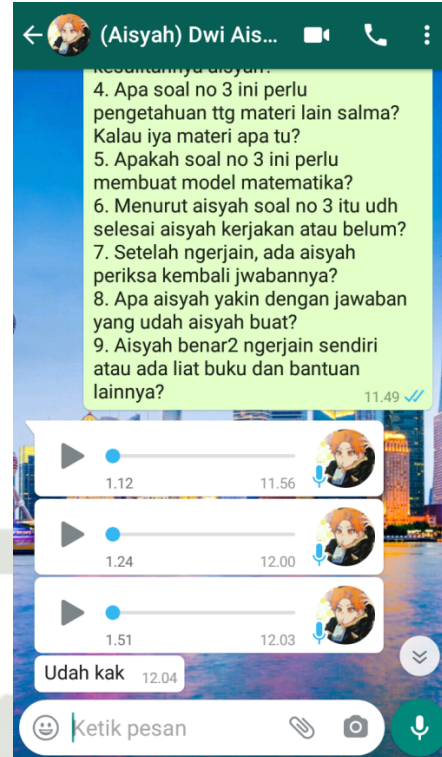 (Aisyah) Dwi Ais...
kesulitannya aisyah?
4. Apa soal no 3 ini perlu
pengetahuan ttg materi lain salma?
Kalau iya materi apa tu?
5. Apakah soal no 3 ini perlu
membuat model matematika?
6. Menurut aisyah soal no 3 itu udh
selesai aisyah kerjakan atau belum?
7. Setelah ngerjain, ada aisyah
periksa kembali jwabannya?
8. Apa aisyah yakin dengan jawaban
yang udah aisyah buat?
9. Aisyah benar2 ngerjain sendiri
atau ada liat buku dan bantuan
lainnya?
11.49
1.12 11.56
1.24 12.00
1.51 12.03
Udah kak 12.04
Ketik pesan